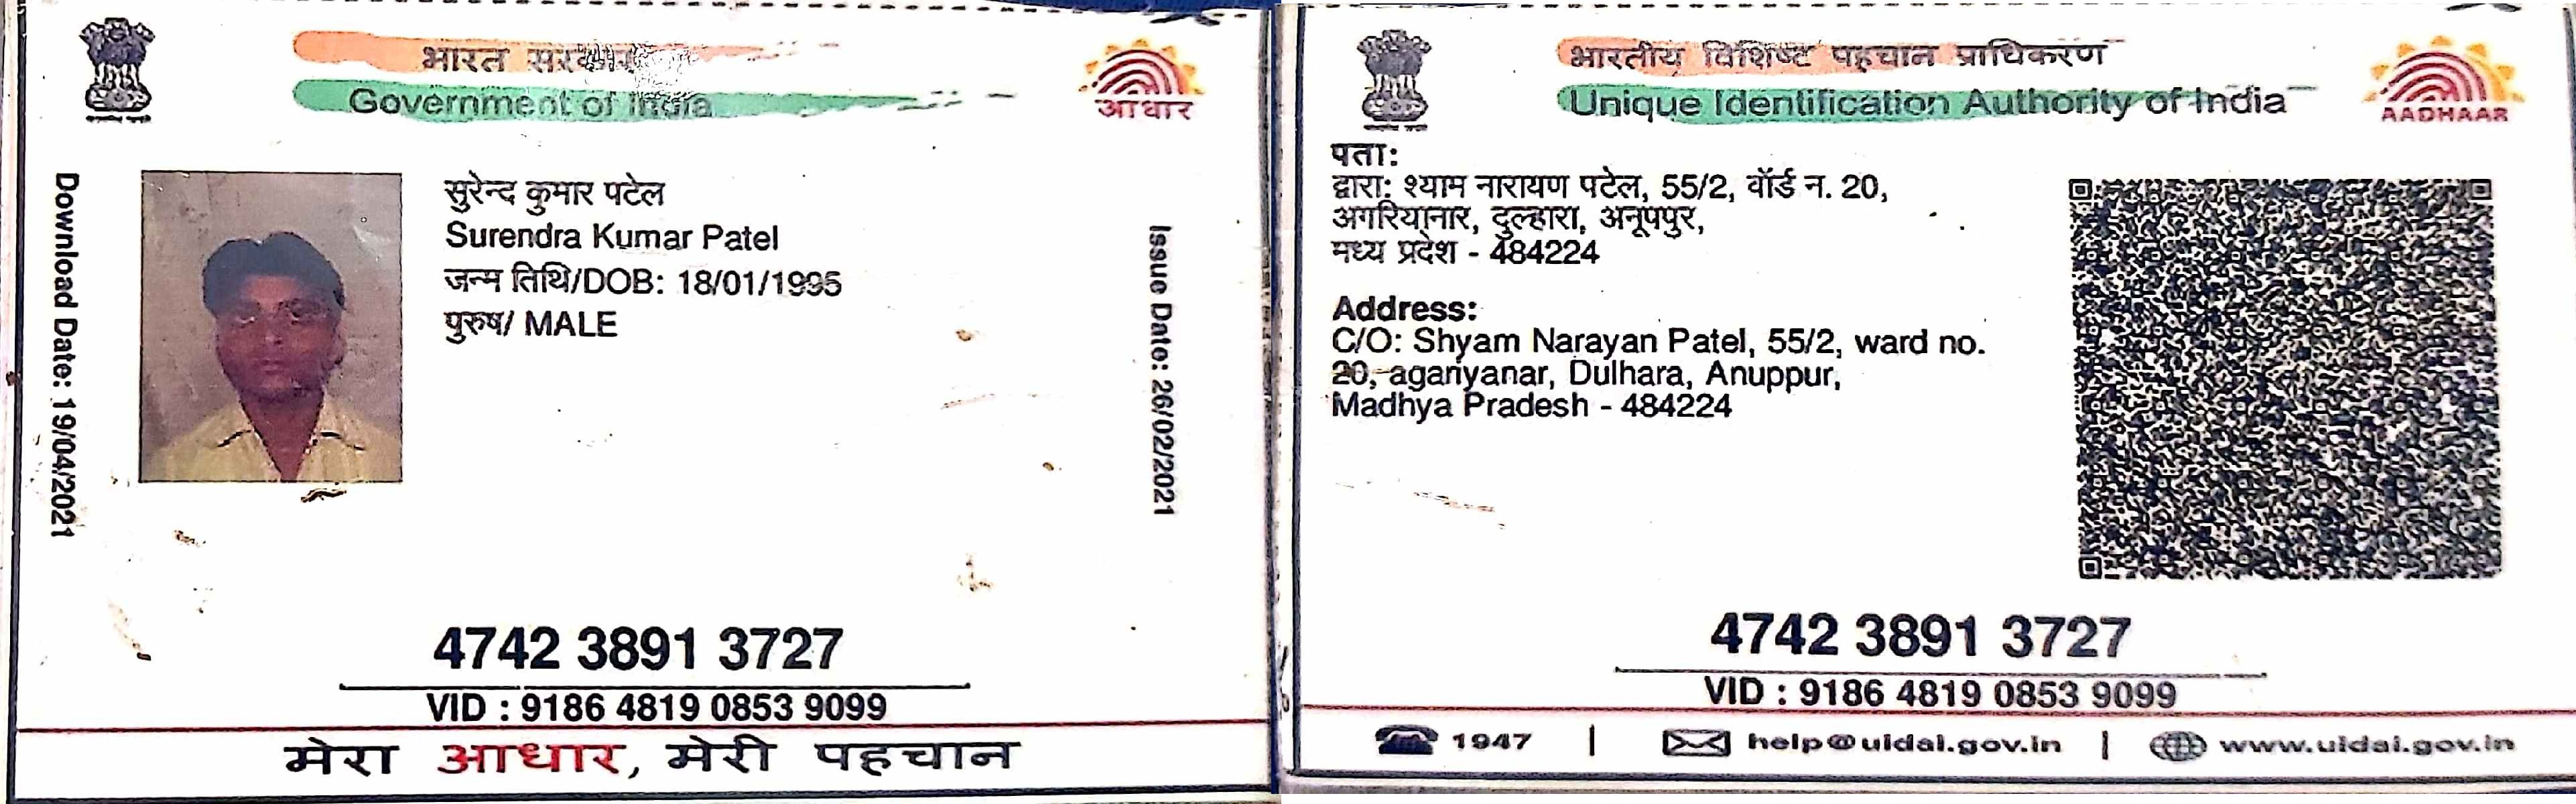 भारत सरकार
Government of India
आधार
Download Date: 19/04/2021
सुरेन्द कुमार पटेल
Surendra Kumar Patel
जन्म तिथि/DOB: 18/01/1995
पुरुष/ MALE
Issue Date: 26/02/2021
4742 3891 3727
VID : 9186 4819 0853 9099
मेरा आधार, मेरी पहचान
भारतीय विशिष्ट पहचान प्राधिकरण
Unique Identification Authority of India
AADHAAR
पता:
द्वारा: श्याम नारायण पटेल, 55/2, वॉर्ड न. 20,
अगरियानार, दुल्हारा, अनूपपुर,
मध्य प्रदेश - 484224
Address:
C/O: Shyam Narayan Patel, 55/2, ward no.
20, agariyanar, Dulhara, Anuppur,
Madhya Pradesh - 484224
4742 3891 3727
VID : 9186 4819 0853 9099
1947 | help@uidai.gov.in | www.uidai.gov.in